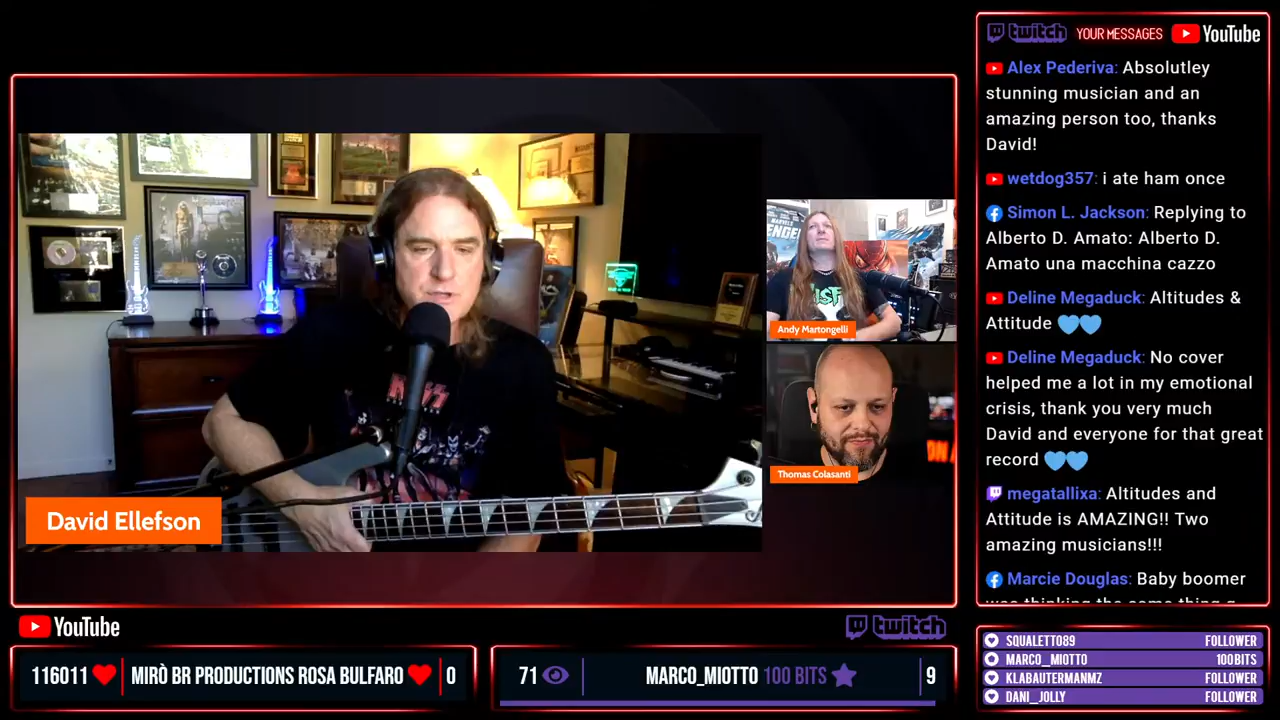 twitch YOUR MESSAGES YouTube
Alex Pederiva: Absolutley
stunning musician and an
amazing person too, thanks
David!
wetdog357: i ate ham once
Simon L. Jackson: Replying to
Alberto D. Amato: Alberto D.
Amato una macchina cazzo
Deline Megaduck: Altitudes &
Attitude 🩵🩵
Deline Megaduck: No cover
helped me a lot in my emotional
crisis, thank you very much
David and everyone for that great
record 🩵🩵
megatallixa: Altitudes and
Attitude is AMAZING!! Two
amazing musicians!!!
Marcie Douglas: Baby boomer
was thinking the same thing a
KISS
David Ellefson
Andy Martongelli
Thomas Colasanti
YouTube
twitch
116011 MIRÒ BR PRODUCTIONS ROSA BULFARO 0
71 MARCO_MIOTTO 100 BITS 9
SQUALETTO89 FOLLOWER
MARCO_MIOTTO 100BITS
KLABAUTERMANMZ FOLLOWER
DANI_JOLLY FOLLOWER